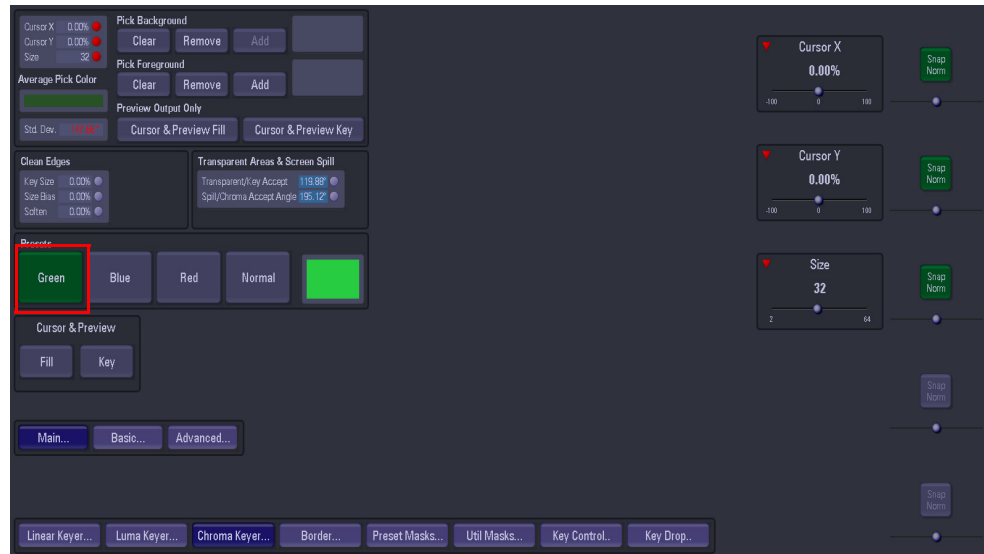 Cursor X 0.00%
Cursor Y 0.00%
Size 32
Pick Background
Clear Remove Add
Pick Foreground
Clear Remove Add
Average Pick Color
Preview Output Only
Std. Dev.
Cursor & Preview Fill Cursor & Preview Key
Clean Edges
Key Size 0.00%
Size Bias 0.00%
Soften 0.00%
Transparent Areas & Screen Spill
Transparent/Key Accept 119.88°
Spill/Chroma Accept Angle 195.12°
Presets
Green Blue Red Normal
Cursor & Preview
Fill Key
Main... Basic... Advanced...
Linear Keyer... Luma Keyer... Chroma Keyer... Border... Preset Masks... Util Masks... Key Control.. Key Drop..
Cursor X
0.00%
-100 0 100
Snap
Norm
Cursor Y
0.00%
-100 0 100
Snap
Norm
Size
32
2 64
Snap
Norm
Snap
Norm
Snap
Norm